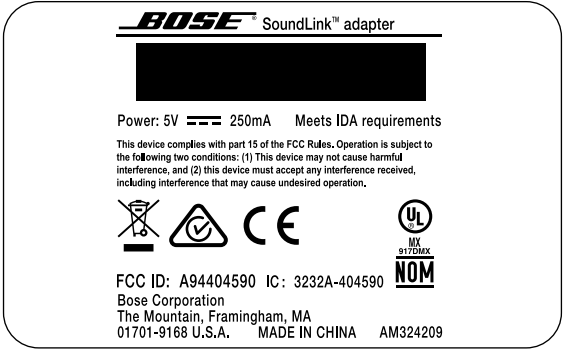 BOSE® SoundLink™ adapter
Power: 5V 250mA Meets IDA requirements
This device complies with part 15 of the FCC Rules. Operation is subject to
the following two conditions: (1) This device may not cause harmful
interference, and (2) this device must accept any interference received,
including interference that may cause undesired operation.
CE
UL
®
MX
917DMX
NOM
FCC ID: A94404590 IC: 3232A-404590
Bose Corporation
The Mountain, Framingham, MA
01701-9168 U.S.A. MADE IN CHINA AM324209